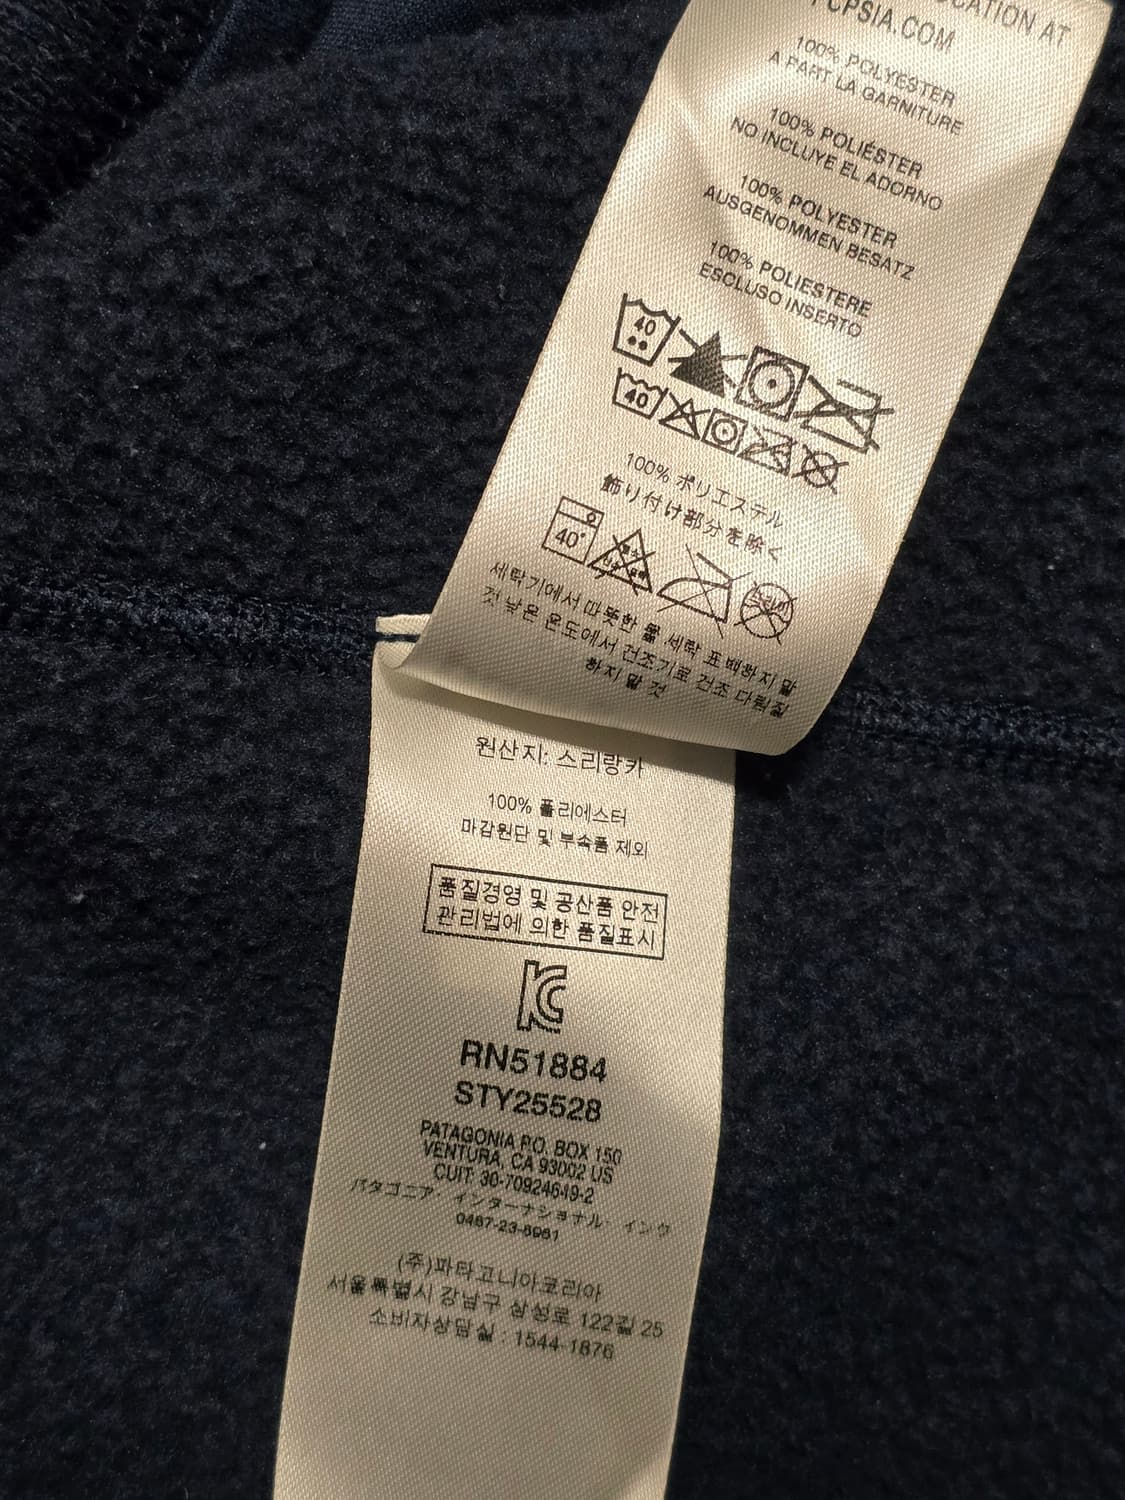 OCATION AT
CPSIA.COM
100% POLYESTER
A PART LA GARNITURE
100% POLIÉSTER
NO INCLUYE EL ADORNO
100% POLYESTER
AUSGENOMMEN BESATZ
100% POLIESTERE
ESCLUSO INSERTO
40
40
100% ポリエステル
飾り付け部分を除く
40°
세탁기에서 따뜻한 물 세탁 표백하지 말
것 낮은 온도에서 건조기로 건조 다림질
하지 말 것
원산지: 스리랑카
100% 폴리에스터
마감원단 및 부속품 제외
품질경영 및 공산품 안전
관리법에 의한 품질표시
RN51884
STY25528
PATAGONIA P.O. BOX 150
VENTURA, CA 93002 US
CUIT: 30-70924649-2
パタゴニア・インターナショナル・インク
0467-23-8961
(주)파타고니아코리아
서울특별시 강남구 삼성로 122길 25
소비자상담실 : 1544-1876